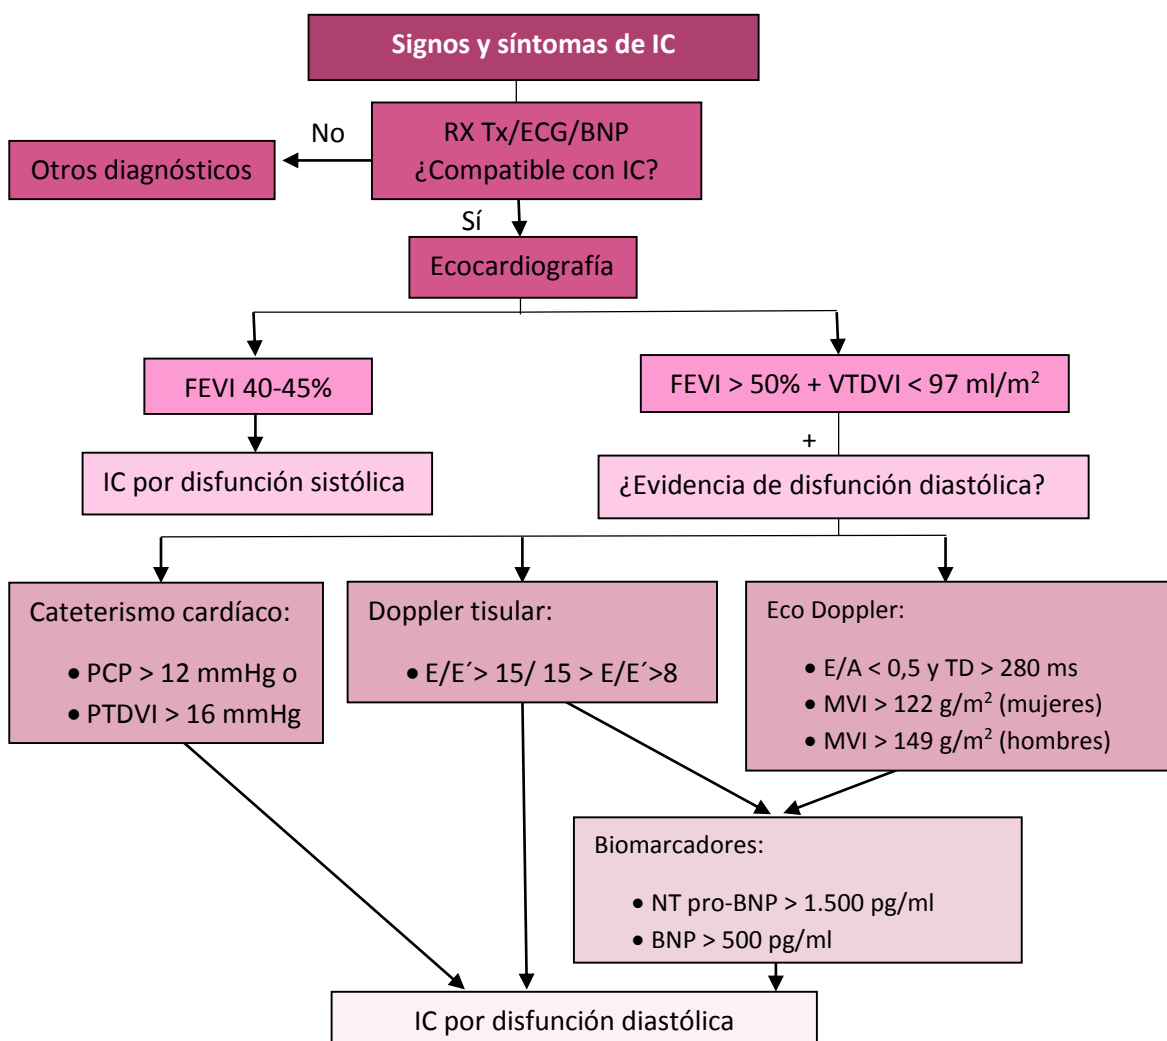 Signos y síntomas de IC
RX Tx/ECG/BNP
¿Compatible con IC?
No
Otros diagnósticos
Sí
Ecocardiografía
FEVI 40-45%
FEVI > 50% + VTDVI < 97 ml/m²
+
IC por disfunción sistólica
¿Evidencia de disfunción diastólica?
Cateterismo cardíaco:
• PCP > 12 mmHg o
• PTDVI > 16 mmHg
Doppler tisular:
• E/E´> 15/ 15 > E/E´>8
Eco Doppler:
• E/A < 0,5 y TD > 280 ms
• MVI > 122 g/m² (mujeres)
• MVI > 149 g/m² (hombres)
Biomarcadores:
• NT pro-BNP > 1.500 pg/ml
• BNP > 500 pg/ml
IC por disfunción diastólica